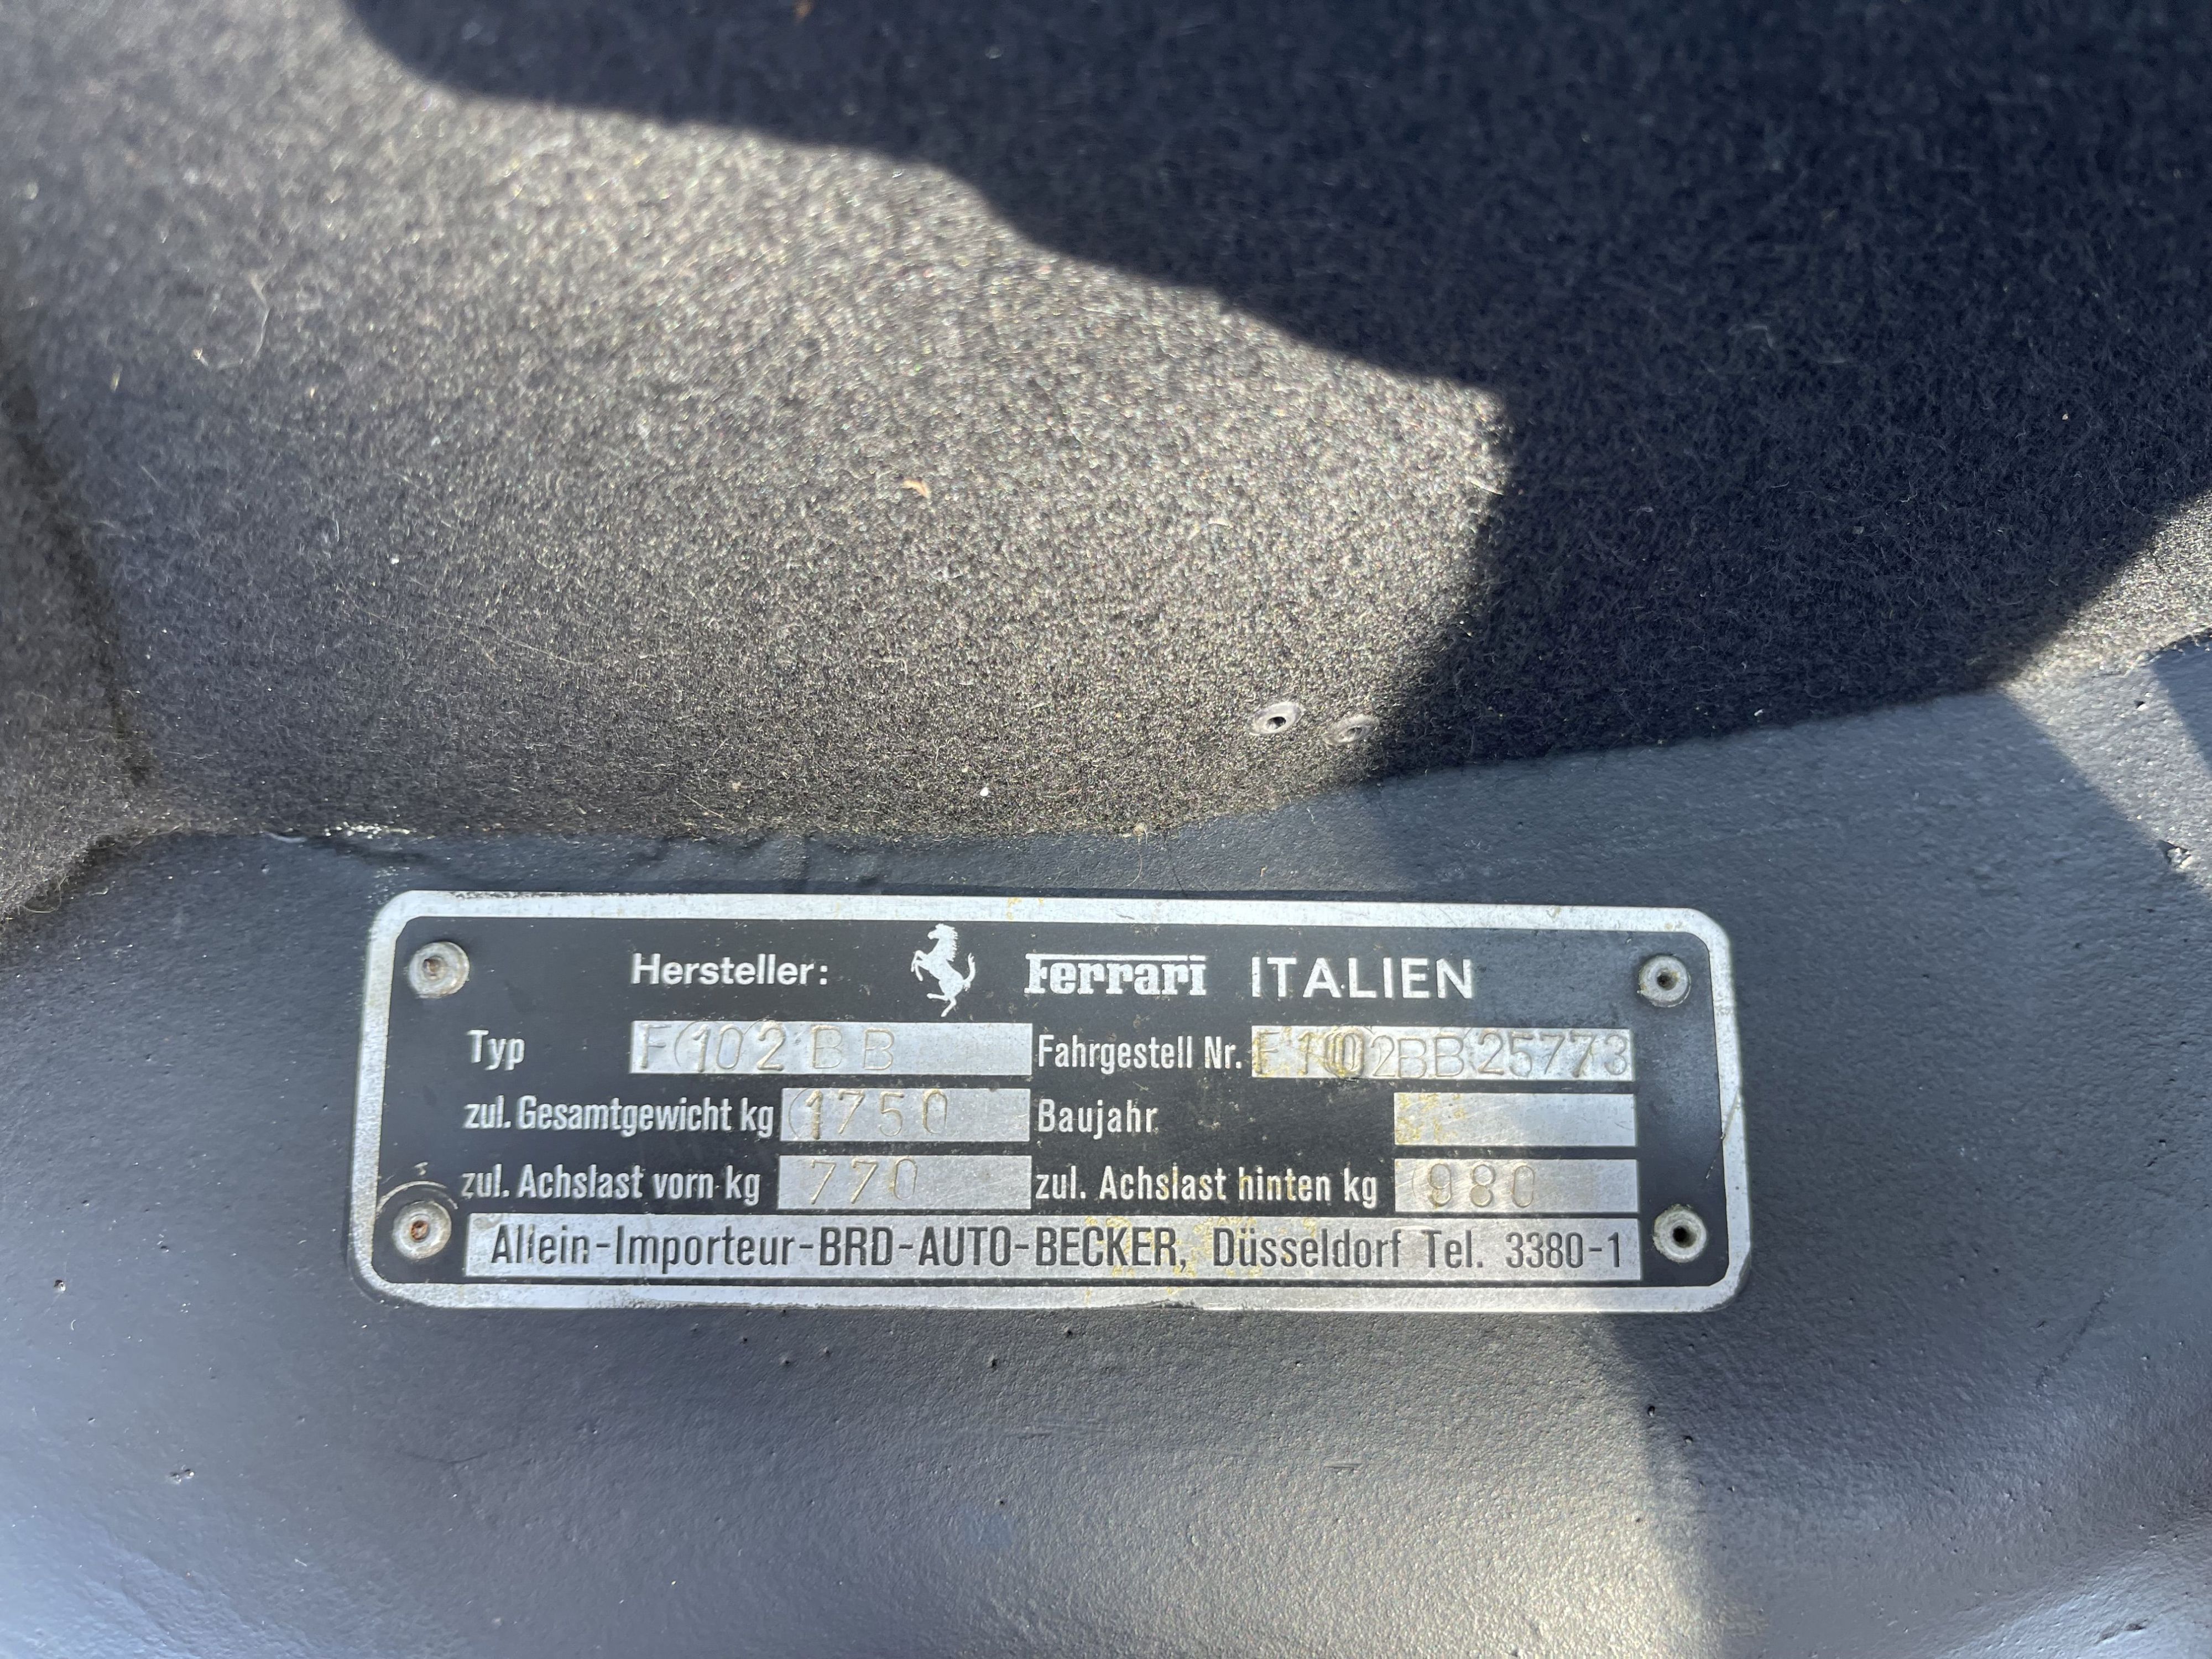 Hersteller: Ferrari ITALIEN
Typ F102BB Fahrgestell Nr. F102BB25773
zul. Gesamtgewicht kg 1750 Baujahr
zul. Achslast vorn kg 770 zul. Achslast hinten kg 980
Allein-Importeur-BRD-AUTO-BECKER, Düsseldorf Tel. 3380-1